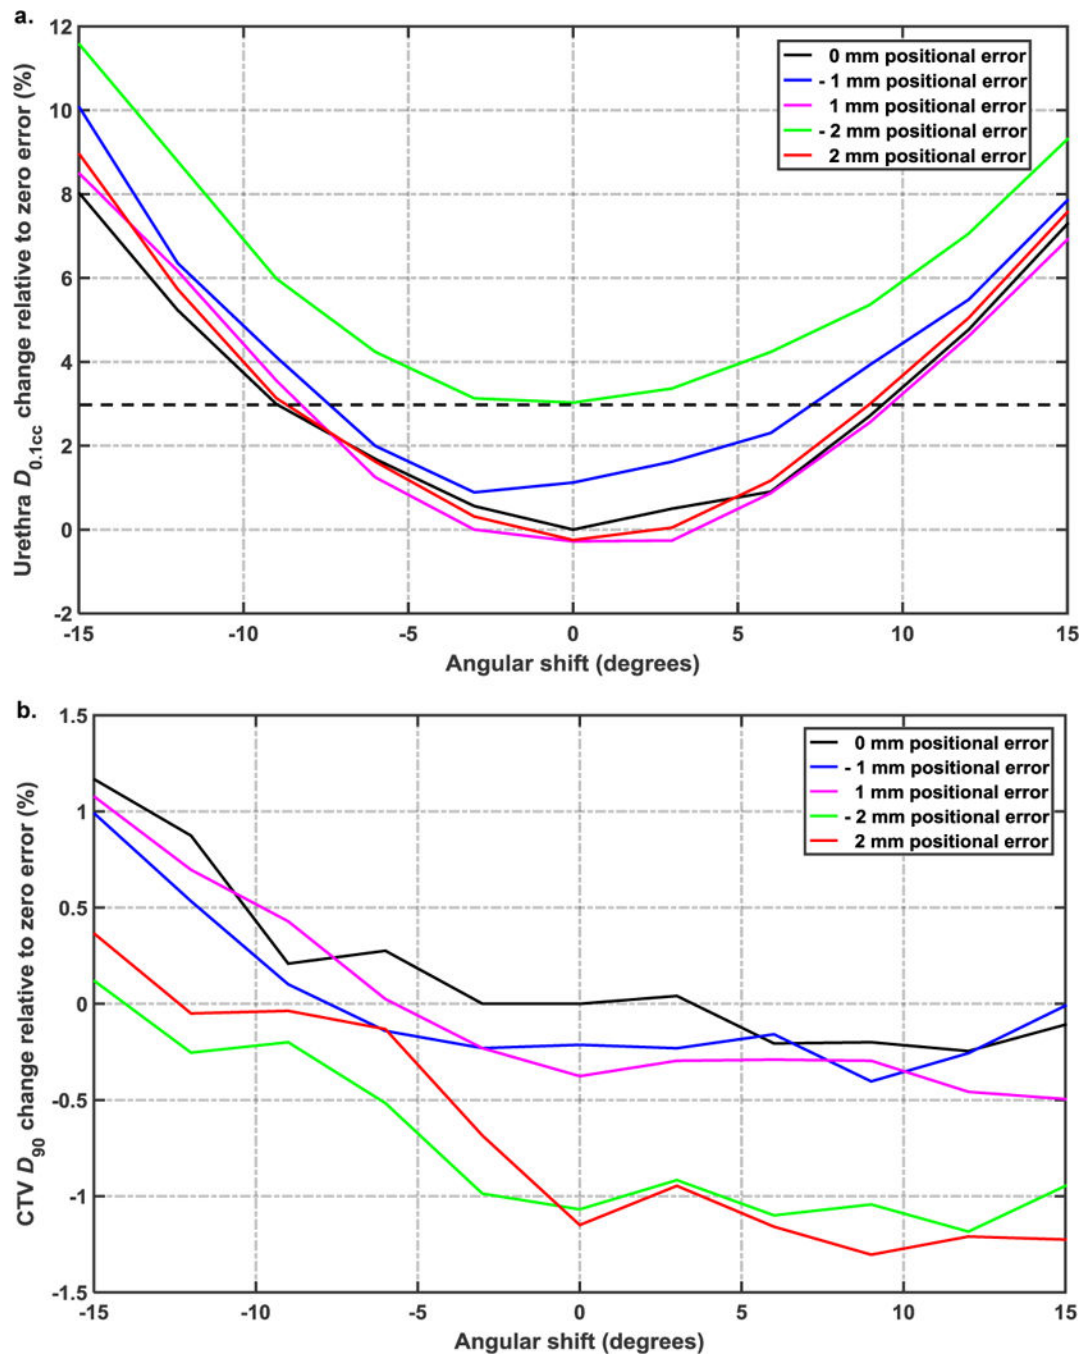 a.
Urethra D0.1cc change relative to zero error (%)
12
10
8
6
4
2
0
-2
0 mm positional error
- 1 mm positional error
1 mm positional error
- 2 mm positional error
2 mm positional error
-15 -10 -5 0 5 10 15
Angular shift (degrees)
b.
CTV D90 change relative to zero error (%)
1.5
1
0.5
0
-0.5
-1
-1.5
0 mm positional error
- 1 mm positional error
1 mm positional error
- 2 mm positional error
2 mm positional error
-15 -10 -5 0 5 10 15
Angular shift (degrees)